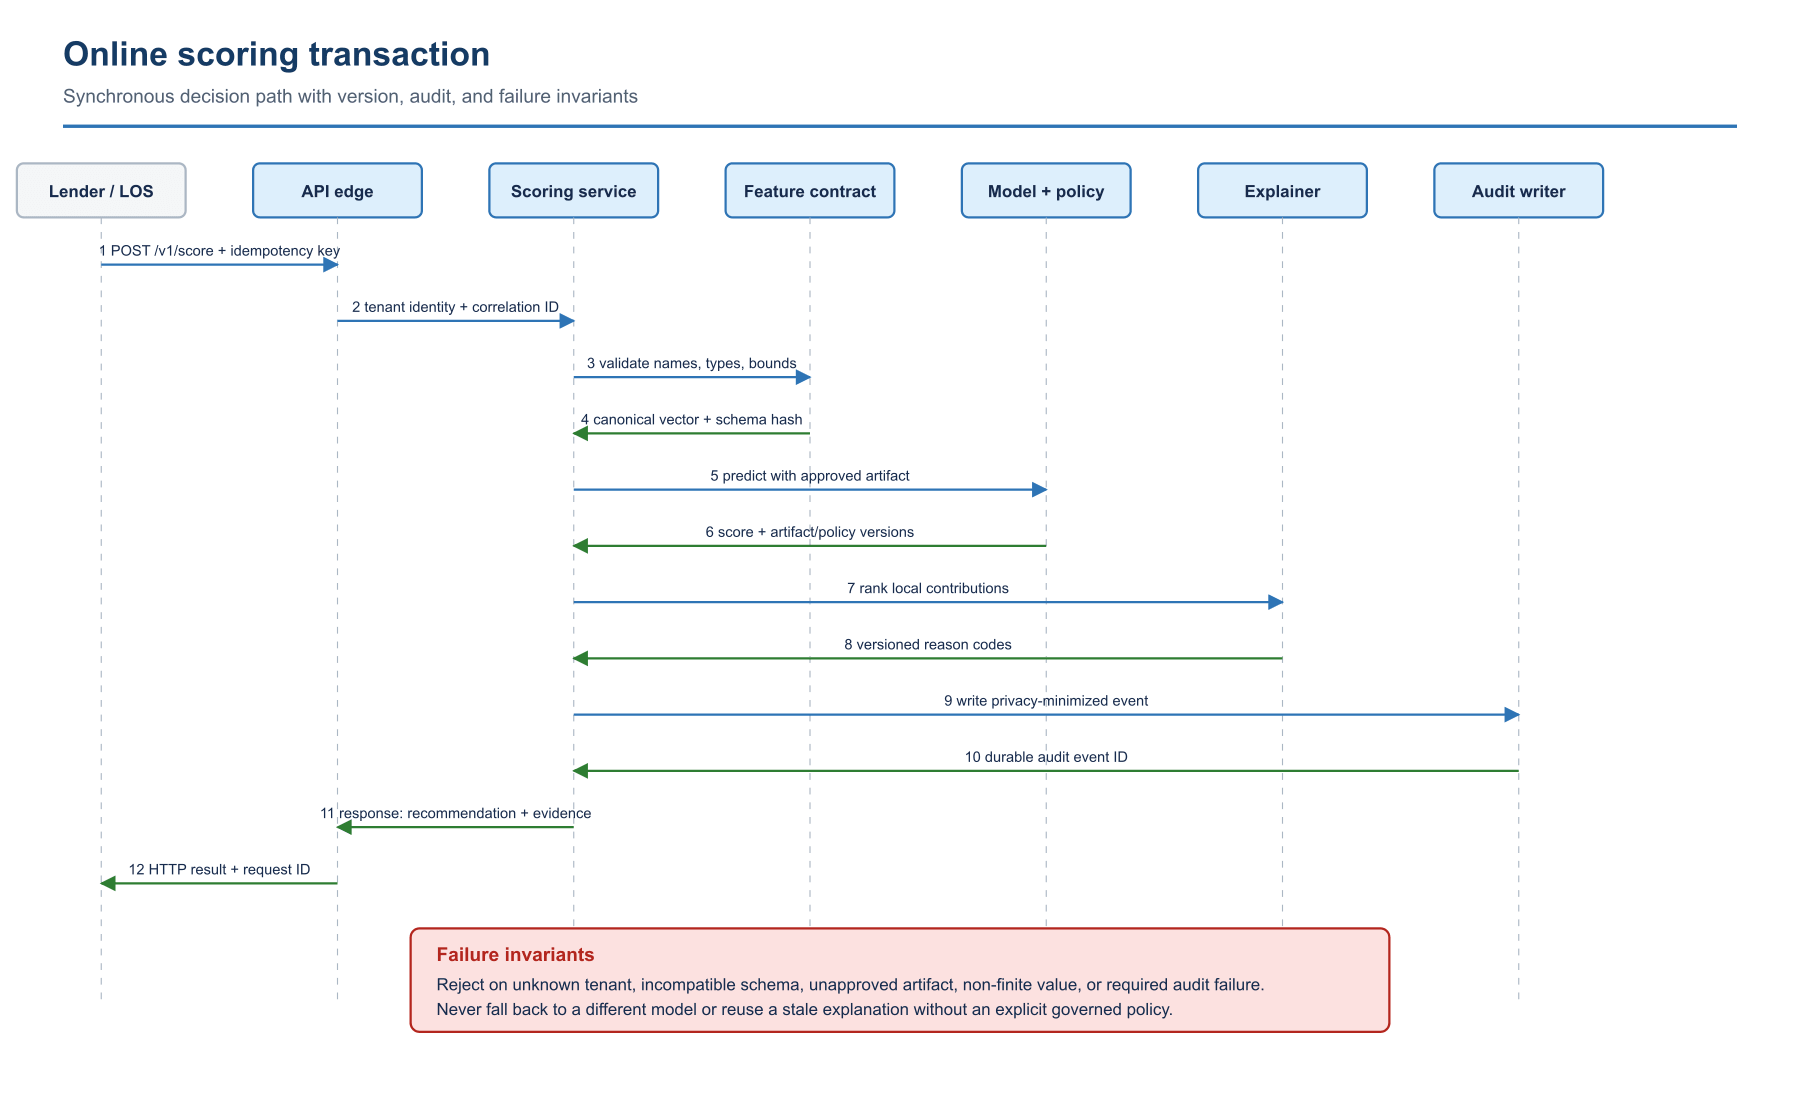 Online scoring transaction
Synchronous decision path with version, audit, and failure invariants
Lender / LOS
API edge
Scoring service
Feature contract
Model + policy
Explainer
Audit writer
1 POST /v1/score + idempotency key
2 tenant identity + correlation ID
3 validate names, types, bounds
4 canonical vector + schema hash
5 predict with approved artifact
6 score + artifact/policy versions
7 rank local contributions
8 versioned reason codes
9 write privacy-minimized event
10 durable audit event ID
11 response: recommendation + evidence
12 HTTP result + request ID
Failure invariants
Reject on unknown tenant, incompatible schema, unapproved artifact, non-finite value, or required audit failure.
Never fall back to a different model or reuse a stale explanation without an explicit governed policy.